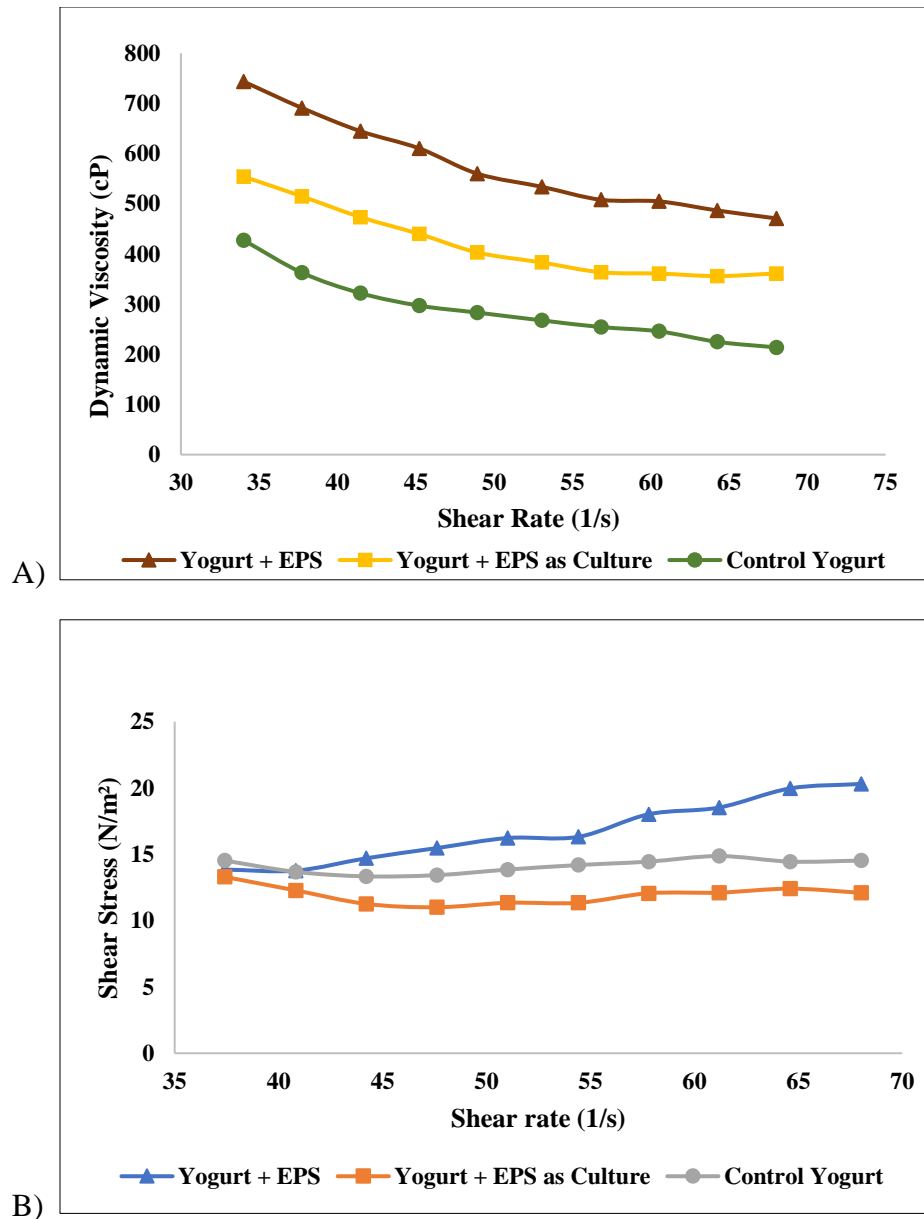 800
700
600
500
400
300
200
100
0
Dynamic Viscosity (cP)
30 35 40 45 50 55 60 65 70 75
Shear Rate (1/s)
Yogurt + EPS Yogurt + EPS as Culture Control Yogurt
A)
25
20
15
10
5
0
Shear Stress (N/m²)
35 40 45 50 55 60 65 70
Shear rate (1/s)
Yogurt + EPS Yogurt + EPS as Culture Control Yogurt
B)